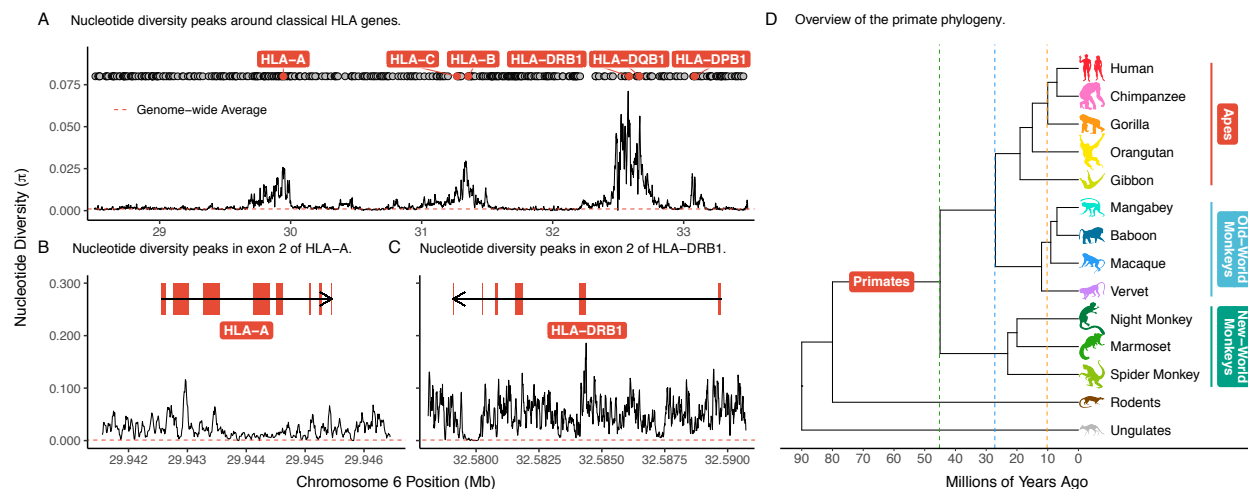 A Nucleotide diversity peaks around classical HLA genes.
HLA−A HLA−C HLA−B HLA−DRB1 HLA−DQB1 HLA−DPB1
0.075
0.050
0.025
0.000
Genome−wide Average
29 30 31 32 33
Nucleotide Diversity (π)
B Nucleotide diversity peaks in exon 2 of HLA−A.
0.300
0.200
0.100
0.000
HLA−A
29.942 29.943 29.944 29.945 29.946
C Nucleotide diversity peaks in exon 2 of HLA−DRB1.
HLA−DRB1
32.580 32.5825 32.585 32.5875 32.5900
Chromosome 6 Position (Mb)
D Overview of the primate phylogeny.
Primates
Human
Chimpanzee
Gorilla
Orangutan
Gibbon
Apes
Mangabey
Baboon
Macaque
Vervet
Old−World
Monkeys
Night Monkey
Marmoset
Spider Monkey
New−World
Monkeys
Rodents
Ungulates
90 80 70 60 50 40 30 20 10 0
Millions of Years Ago